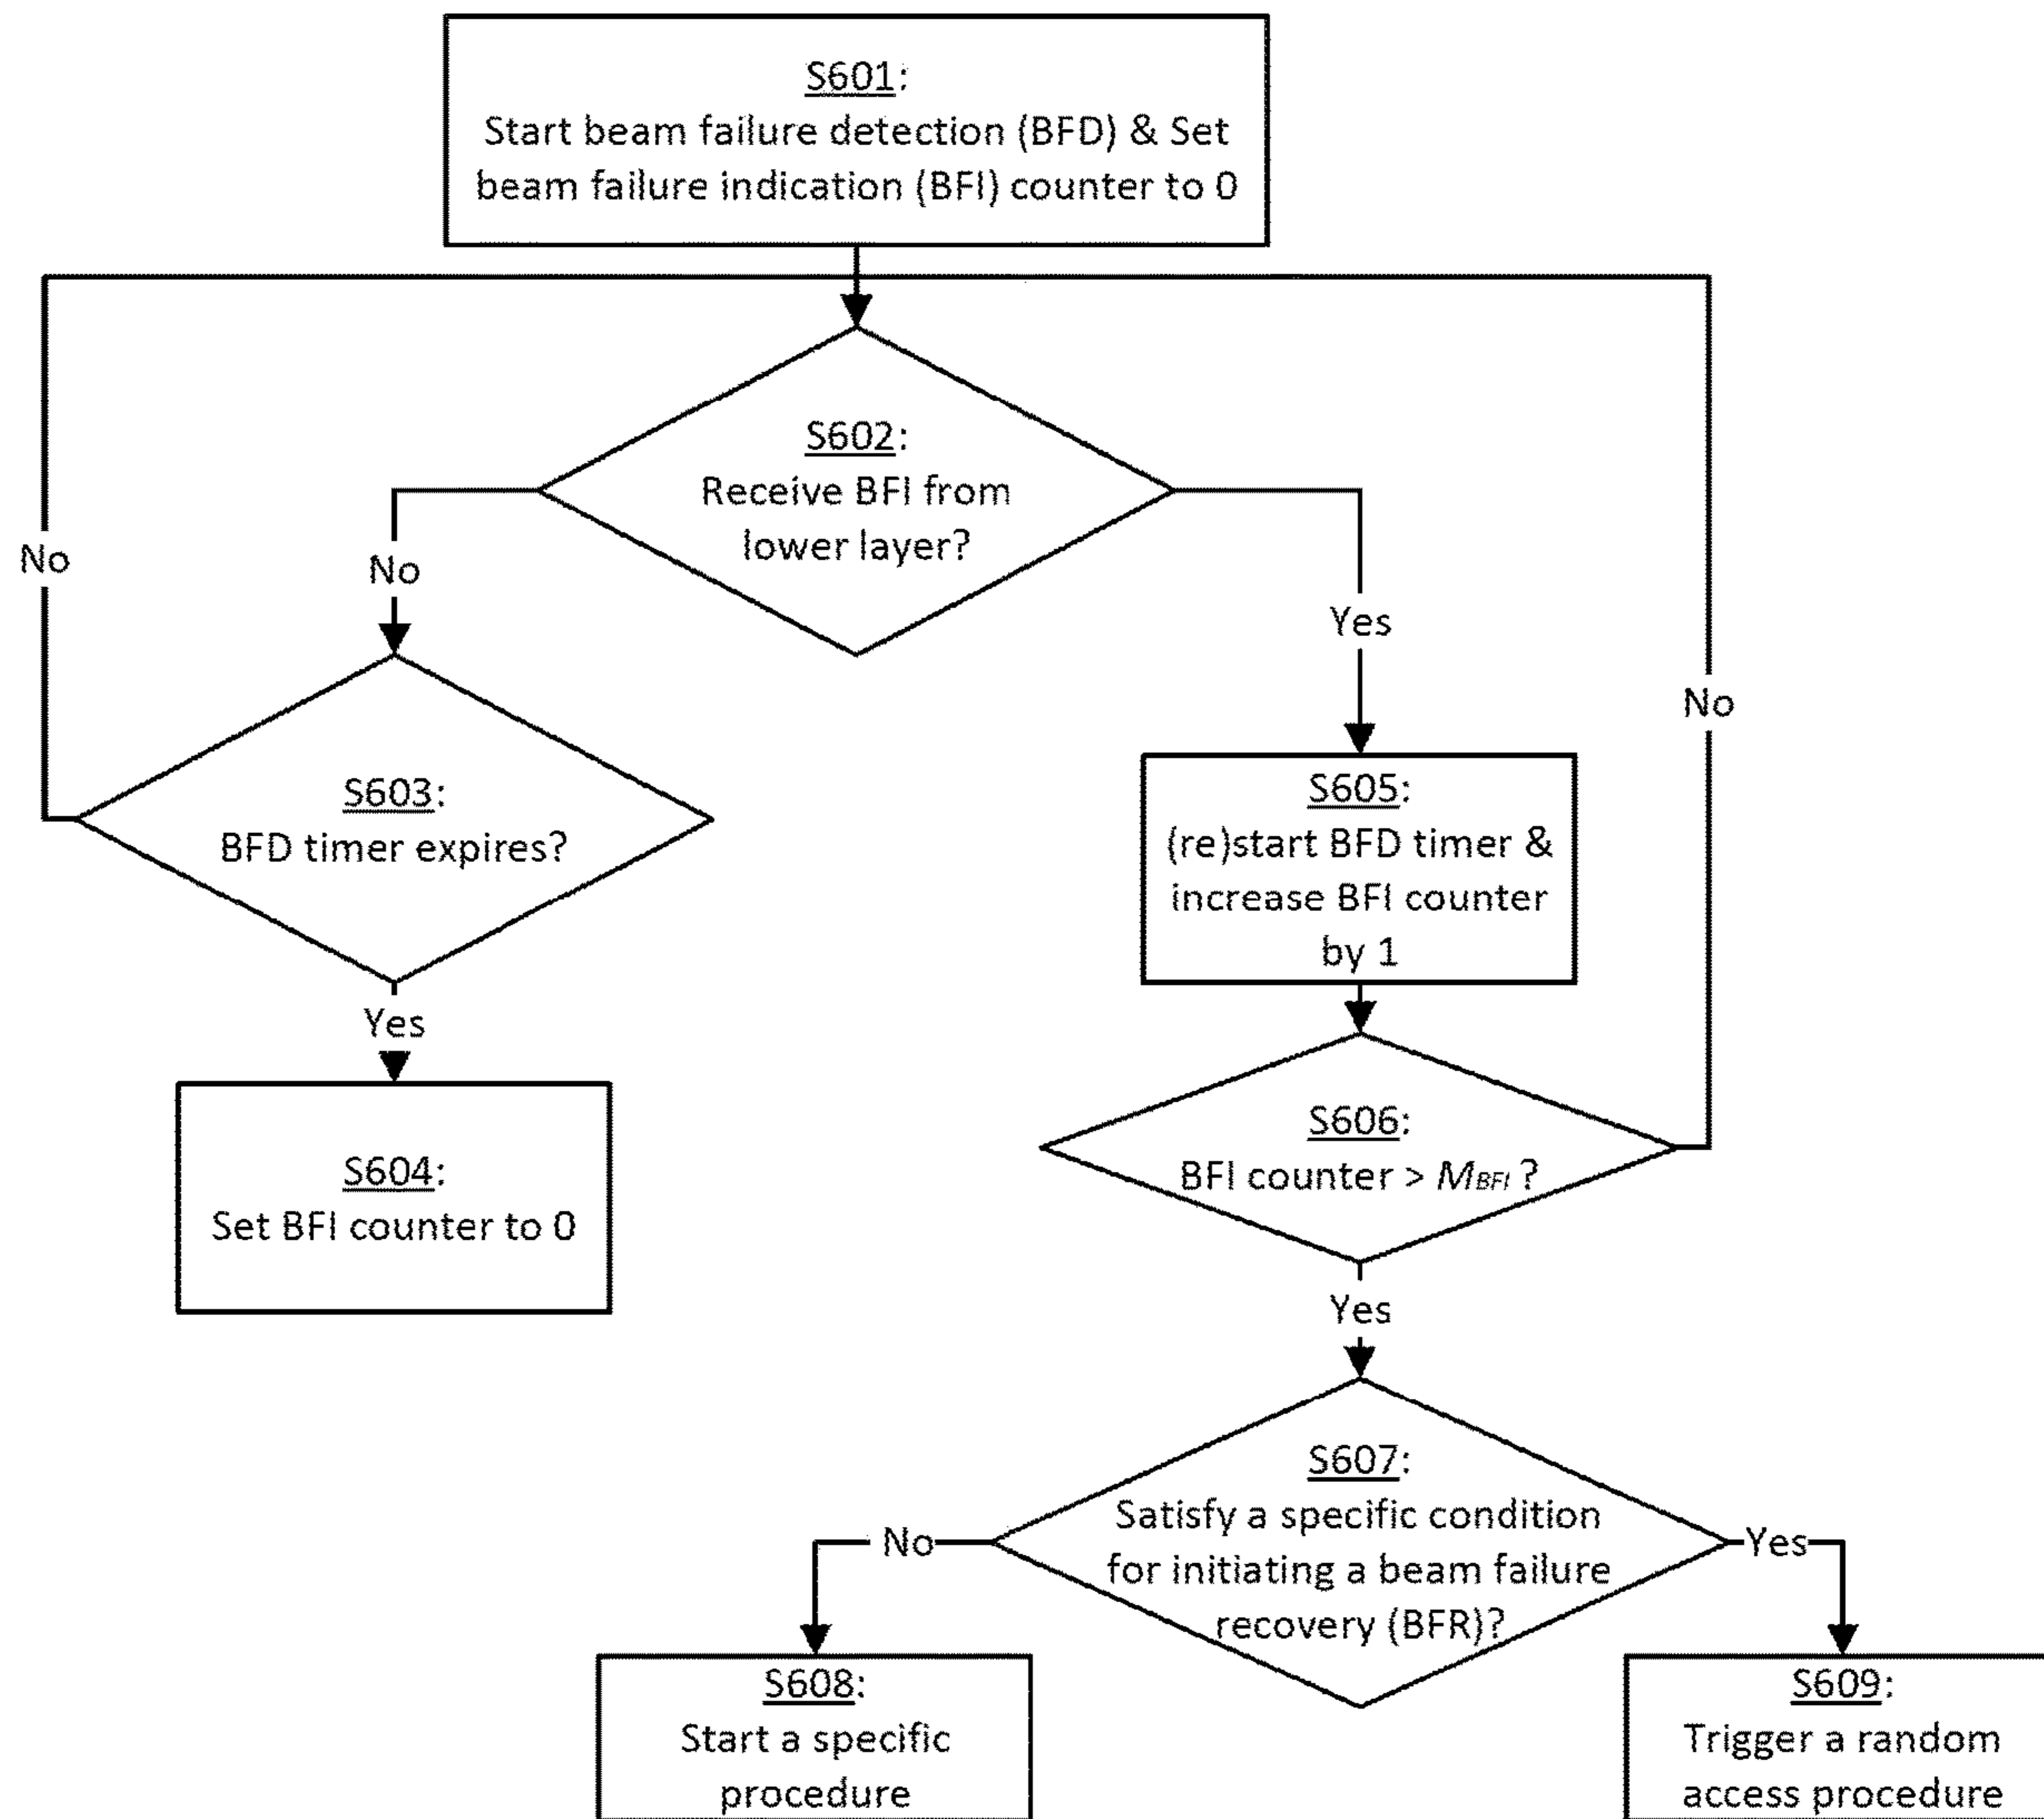 S601:
Start beam failure detection (BFD) & Set
beam failure indication (BFI) counter to 0
S602:
Receive BFI from
lower layer?
No
No
Yes
No
S603:
BFD timer expires?
S605:
(re)start BFD timer &
increase BFI counter
by 1
Yes
S604:
Set BFI counter to 0
S606:
BFI counter > MBFI ?
Yes
S607:
Satisfy a specific condition
for initiating a beam failure
recovery (BFR)?
No
Yes
S608:
Start a specific
procedure
S609:
Trigger a random
access procedure